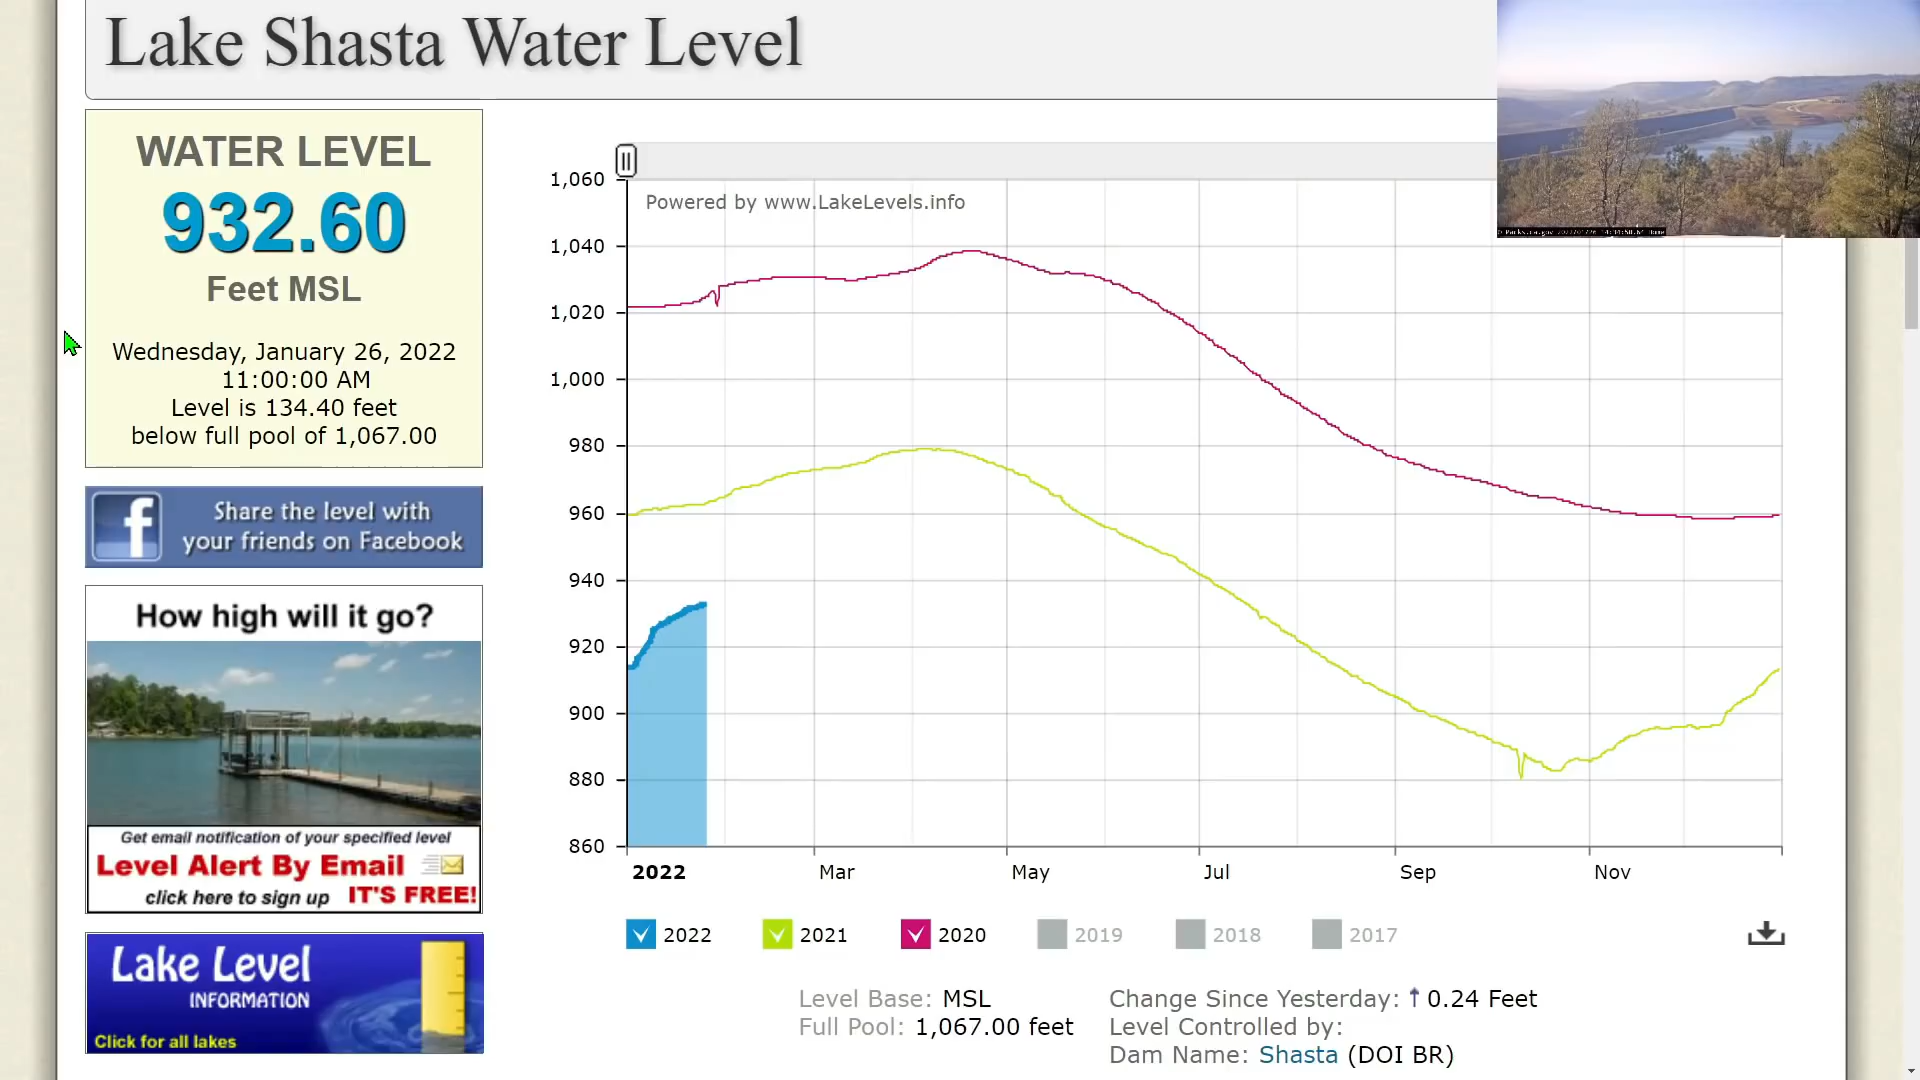 Lake Shasta Water Level
WATER LEVEL
932.60
Feet MSL
Wednesday, January 26, 2022
11:00:00 AM
Level is 134.40 feet
below full pool of 1,067.00
f
Share the level with
your friends on Facebook
How high will it go?
Get email notification of your specified level
Level Alert By Email
click here to sign up IT'S FREE!
Lake Level
INFORMATION
Click for all lakes
Powered by www.LakeLevels.info
1,060
1,040
1,020
1,000
980
960
940
920
900
880
860
2022 Mar May Jul Sep Nov
2022 2021 2020 2019 2018 2017
Level Base: MSL
Full Pool: 1,067.00 feet
Change Since Yesterday: ↑ 0.24 Feet
Level Controlled by:
Dam Name: Shasta (DOI BR)